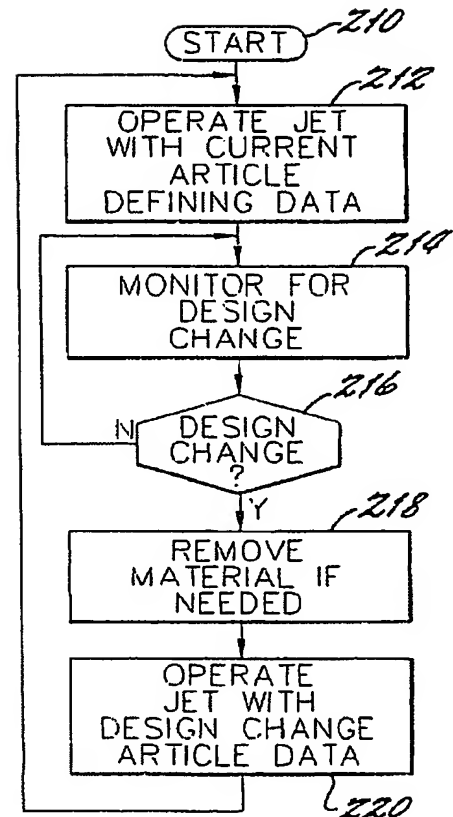 210
START
212
OPERATE JET
WITH CURRENT
ARTICLE
DEFINING DATA
214
MONITOR FOR
DESIGN
CHANGE
216
N
DESIGN
CHANGE
?
Y
218
REMOVE
MATERIAL IF
NEEDED
OPERATE
JET WITH
DESIGN CHANGE
ARTICLE DATA
220